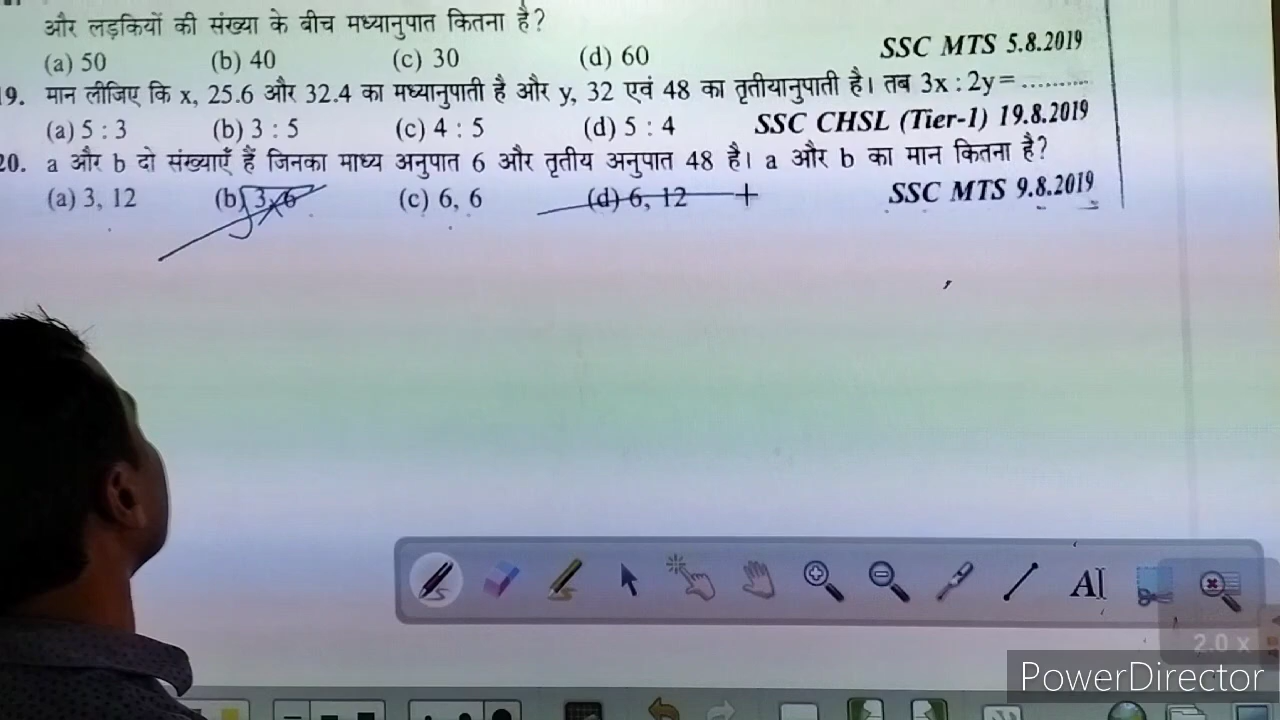 और लड़कियों की संख्या के बीच मध्यानुपात कितना है?
(a) 50 (b) 40 (c) 30 (d) 60 SSC MTS 5.8.2019
19. मान लीजिए कि x, 25.6 और 32.4 का मध्यानुपाती है और y, 32 एवं 48 का तृतीयानुपाती है। तब 3x : 2y = ..........
(a) 5 : 3 (b) 3 : 5 (c) 4 : 5 (d) 5 : 4 SSC CHSL (Tier-1) 19.8.2019
20. a और b दो संख्याएँ हैं जिनका माध्य अनुपात 6 और तृतीय अनुपात 48 है। a और b का मान कितना है?
(a) 3, 12 (b) 3, 6 (c) 6, 6 (d) 6, 12 SSC MTS 9.8.2019
A
2.0 x
PowerDirector